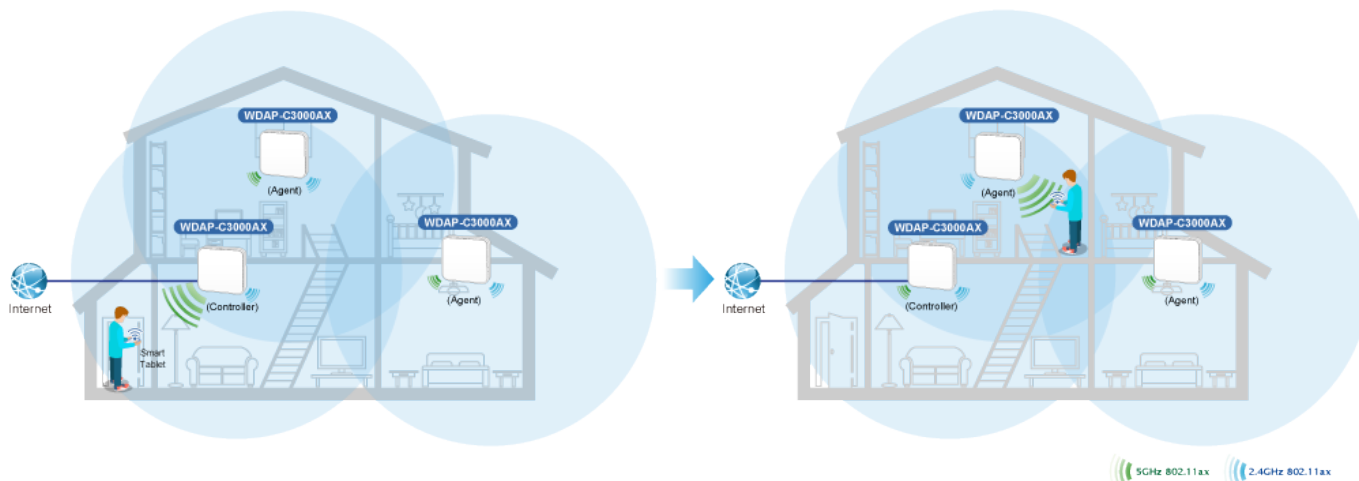 WDAP-C3000AX
(Agent)
WDAP-C3000AX
WDAP-C3000AX
(Controller)
(Agent)
Internet
Smart
Tablet
WDAP-C3000AX
(Agent)
WDAP-C3000AX
WDAP-C3000AX
(Controller)
(Agent)
Internet
5GHz 802.11ax
2.4GHz 802.11ax